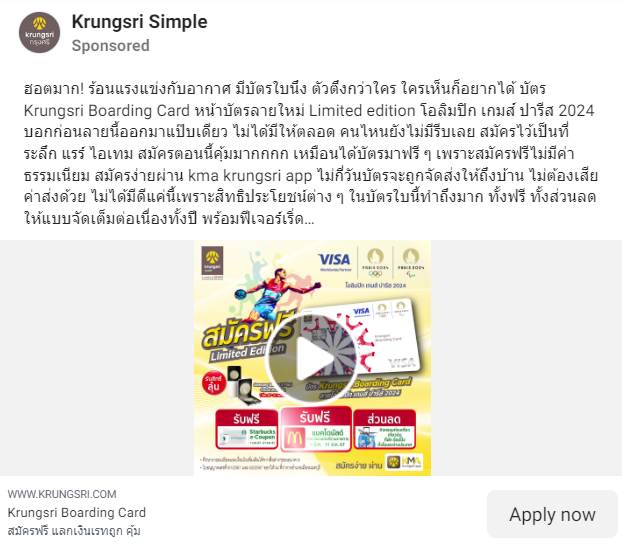 krungsri
กรุงศรี
Krungsri Simple
Sponsored
ฮอตมาก! ร้อนแรงแข่งกับอากาศ มีบัตรใบนึง ตัวตึงกว่าใคร ใครเห็นก็อยากได้ บัตร
Krungsri Boarding Card หน้าบัตรลายใหม่ Limited edition โอลิมปิก เกมส์ ปารีส 2024
บอกก่อนลายนี้ออกมาแป๊บเดียว ไม่ได้มีให้ตลอด คนไหนยังไม่มีรีบเลย สมัครไว้เป็นที่
ระลึก แรร์ ไอเทม สมัครตอนนี้คุ้มมากกกก เหมือนได้บัตรมาฟรี ๆ เพราะสมัครฟรีไม่มีค่า
ธรรมเนียม สมัครง่ายผ่าน kma krungsri app ไม่กี่วันบัตรจะถูกจัดส่งให้ถึงบ้าน ไม่ต้องเสีย
ค่าส่งด้วย ไม่ได้มีดีแค่นี้เพราะสิทธิประโยชน์ต่าง ๆ ในบัตรใบนี้ทำถึงมาก ทั้งฟรี ทั้งส่วนลด
ให้แบบจัดเต็มต่อเนื่องทั้งปี พร้อมฟีเจอร์เริ่ด...
krungsri
VISA
Worldwide Partner
PARIS 2024
PARIS 2024
โอลิมปิก เกมส์ ปารีส 2024
สมัครฟรี
Limited Edition
VISA
Krungsri
Boarding Card
VISA
รับสิทธิ์
ลุ้น
บัตร Krungsri Boarding Card
ลายโอลิมปิก เกมส์ ปารีส 2024
รับฟรี
รับฟรี
ส่วนลด
Starbucks
e-Coupon
แมคโดนัลด์
สมัครง่าย ผ่าน
KMA
WWW.KRUNGSRI.COM
Krungsri Boarding Card
สมัครฟรี แลกเงินเรทถูก คุ้ม
Apply now